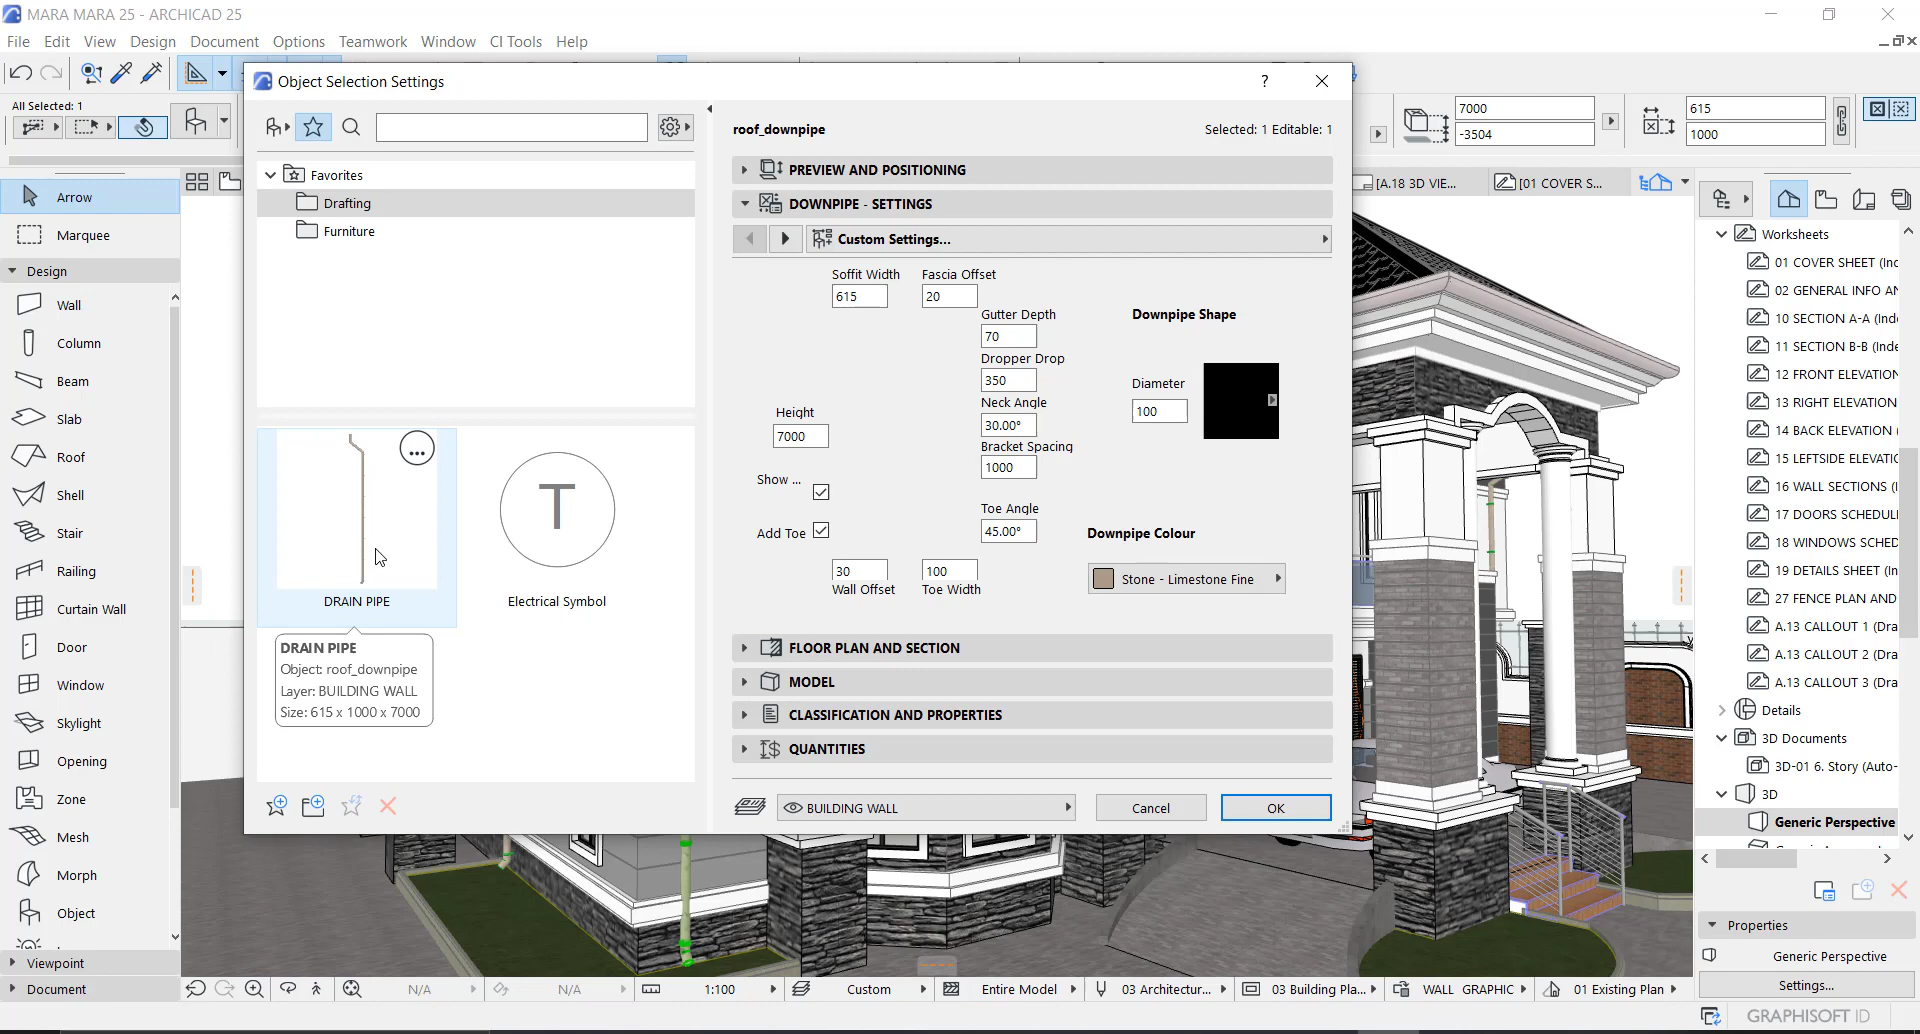 MARA MARA 25 - ARCHICAD 25
File Edit View Design Document Options Teamwork Window CI Tools Help
All Selected: 1
7000
-3504
615
1000
Arrow
Marquee
Design
Wall
Column
Beam
Slab
Roof
Shell
Stair
Railing
Curtain Wall
Door
Window
Skylight
Opening
Zone
Mesh
Morph
Object
Viewpoint
Document
Object Selection Settings
?
Favorites
Drafting
Furniture
DRAIN PIPE
T
Electrical Symbol
DRAIN PIPE
Object: roof_downpipe
Layer: BUILDING WALL
Size: 615 x 1000 x 7000
roof_downpipe
Selected: 1 Editable: 1
PREVIEW AND POSITIONING
DOWNPIPE - SETTINGS
Custom Settings...
Soffit Width
615
Fascia Offset
20
Gutter Depth
70
Dropper Drop
350
Neck Angle
30.00°
Bracket Spacing
1000
Downpipe Shape
Diameter
100
Height
7000
Show ...
Add Toe
Toe Angle
45.00°
30
Wall Offset
100
Toe Width
Downpipe Colour
Stone - Limestone Fine
FLOOR PLAN AND SECTION
MODEL
CLASSIFICATION AND PROPERTIES
QUANTITIES
BUILDING WALL
Cancel
OK
[A.18 3D VIE...
[01 COVER S...
Worksheets
01 COVER SHEET (Inc
02 GENERAL INFO AN
10 SECTION A-A (Inde
11 SECTION B-B (Inde
12 FRONT ELEVATION
13 RIGHT ELEVATION
14 BACK ELEVATION (
15 LEFTSIDE ELEVATIC
16 WALL SECTIONS (I
17 DOORS SCHEDUL
18 WINDOWS SCHED
19 DETAILS SHEET (In
27 FENCE PLAN AND
A.13 CALLOUT 1 (Dra
A.13 CALLOUT 2 (Dra
A.13 CALLOUT 3 (Dra
Details
3D Documents
3D-01 6. Story (Auto-
3D
Generic Perspective
Properties
Generic Perspective
Settings...
N/A
N/A
1:100
Custom
Entire Model
03 Architectur...
03 Building Pla...
WALL GRAPHIC
01 Existing Plan
GRAPHISOFT ID